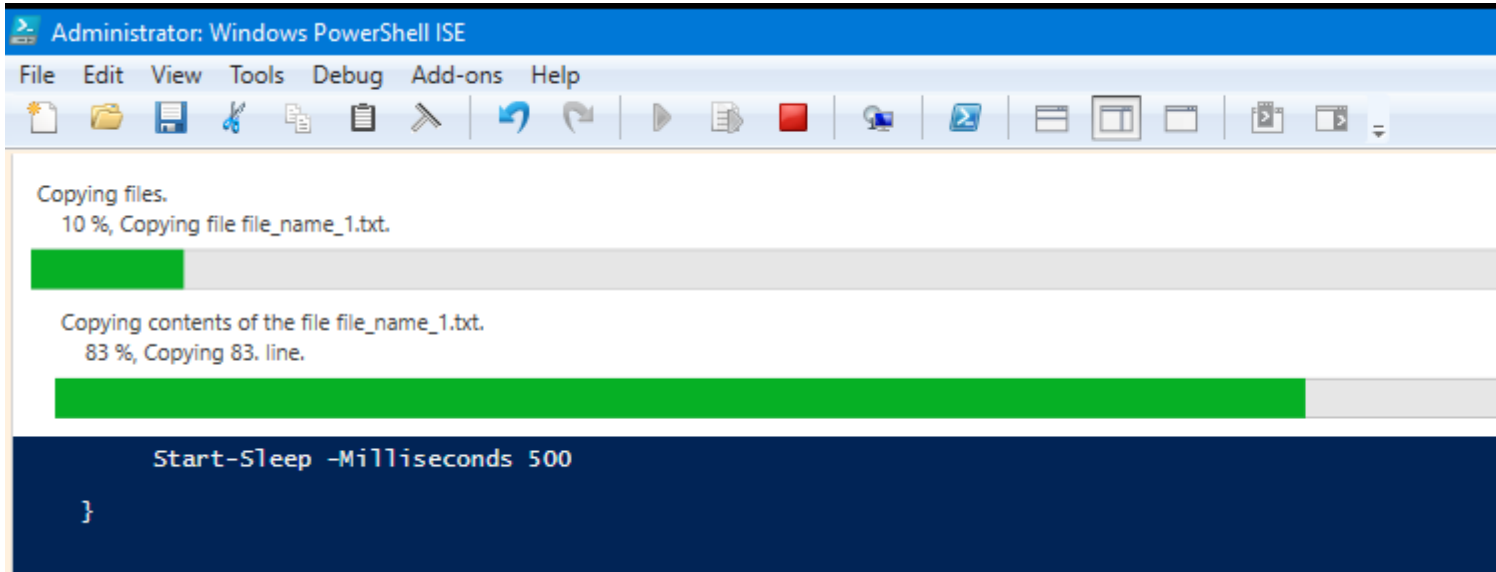 Administrator: Windows PowerShell ISE
File Edit View Tools Debug Add-ons Help
Copying files.
10 %, Copying file file_name_1.txt.
Copying contents of the file file_name_1.txt.
83 %, Copying 83. line.
Start-Sleep -Milliseconds 500
}